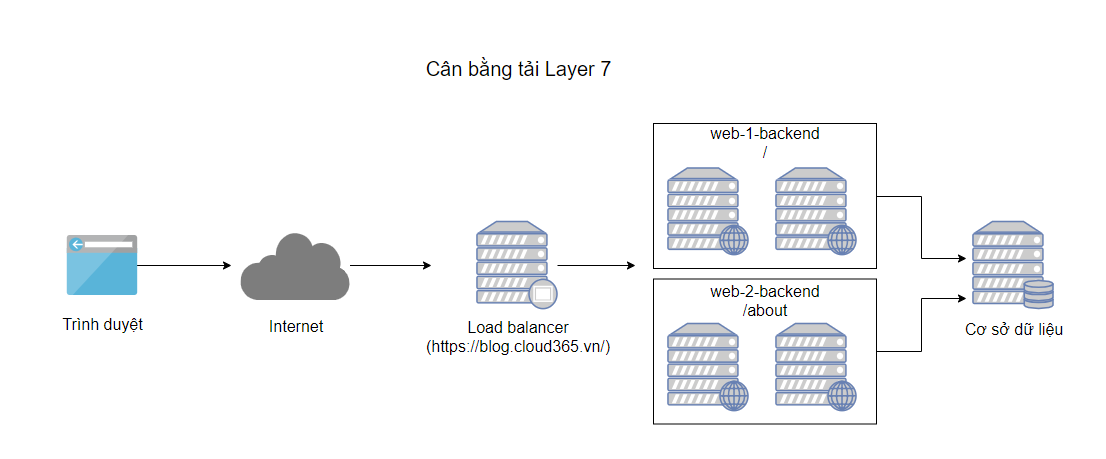 Cân bằng tải Layer 7
web-1-backend
/
web-2-backend
/about
Trình duyệt
Internet
Load balancer
(https://blog.cloud365.vn/)
Cơ sở dữ liệu